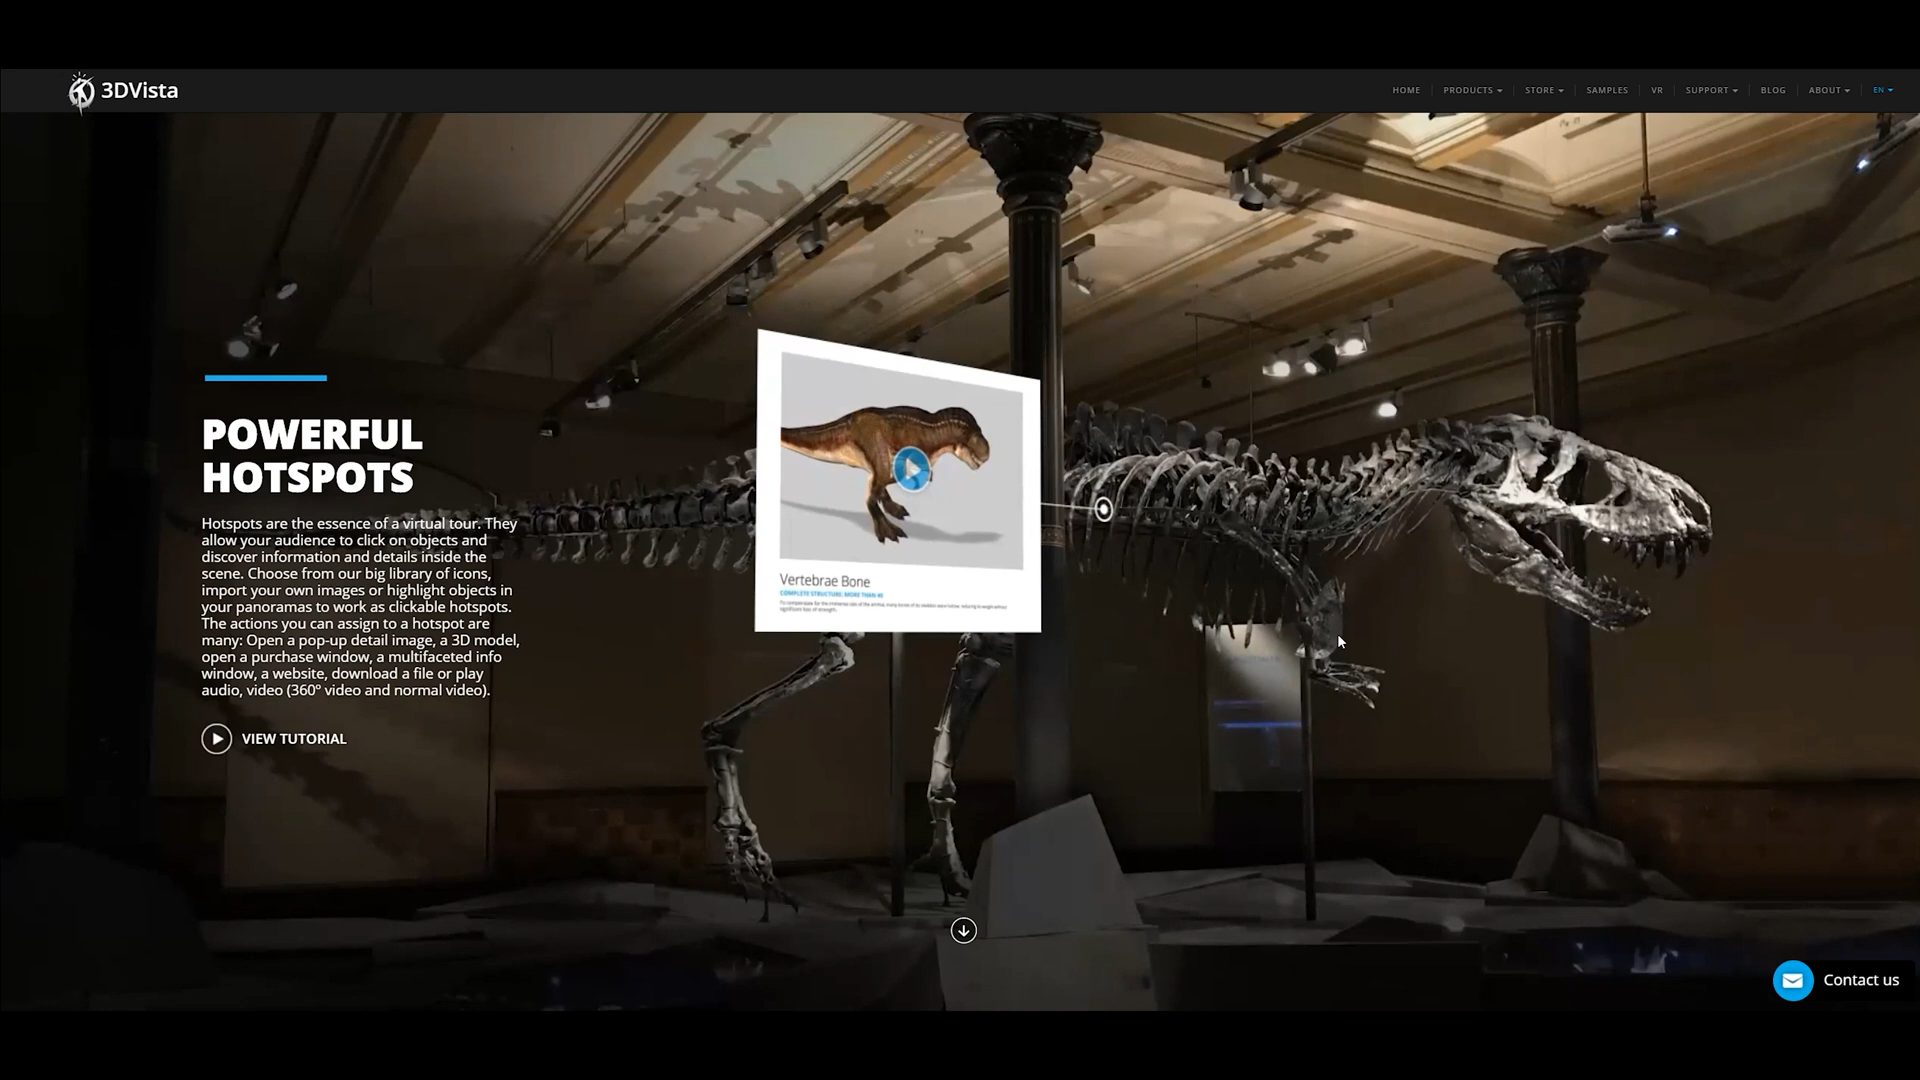 3DVista
HOME
PRODUCTS
STORE
SAMPLES
VR
SUPPORT
BLOG
ABOUT
EN
POWERFUL
HOTSPOTS
Hotspots are the essence of a virtual tour. They
allow your audience to click on objects and
discover information and details inside the
scene. Choose from our big library of icons,
import your own images or highlight objects in
your panoramas to work as clickable hotspots.
The actions you can assign to a hotspot are
many: Open a pop-up detail image, a 3D model,
open a purchase window, a multifaceted info
window, a website, download a file or play
audio, video (360º video and normal video).
VIEW TUTORIAL
Vertebrae Bone
COMPLETE STRUCTURE: MORE THAN
Contact us